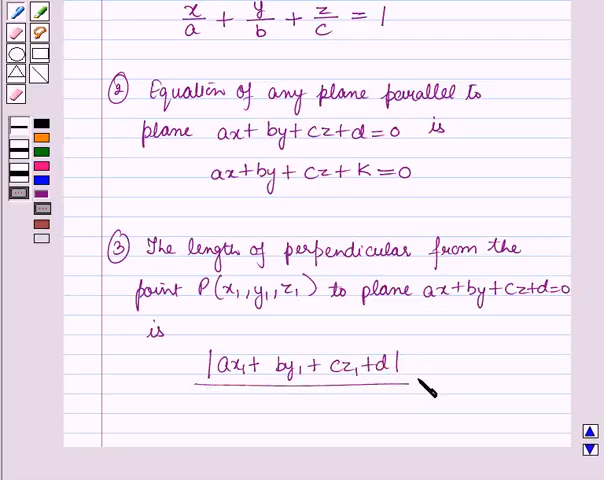 x/a + y/b + z/c = 1
② Equation of any plane parallel to
plane ax+ by+cz+d=0 is
ax+by+cz+K=0
③ The length of perpendicular from the
point P(x₁,y₁,z₁) to plane ax+by+cz+d=0
is
|ax₁+ by₁+cz₁+d|